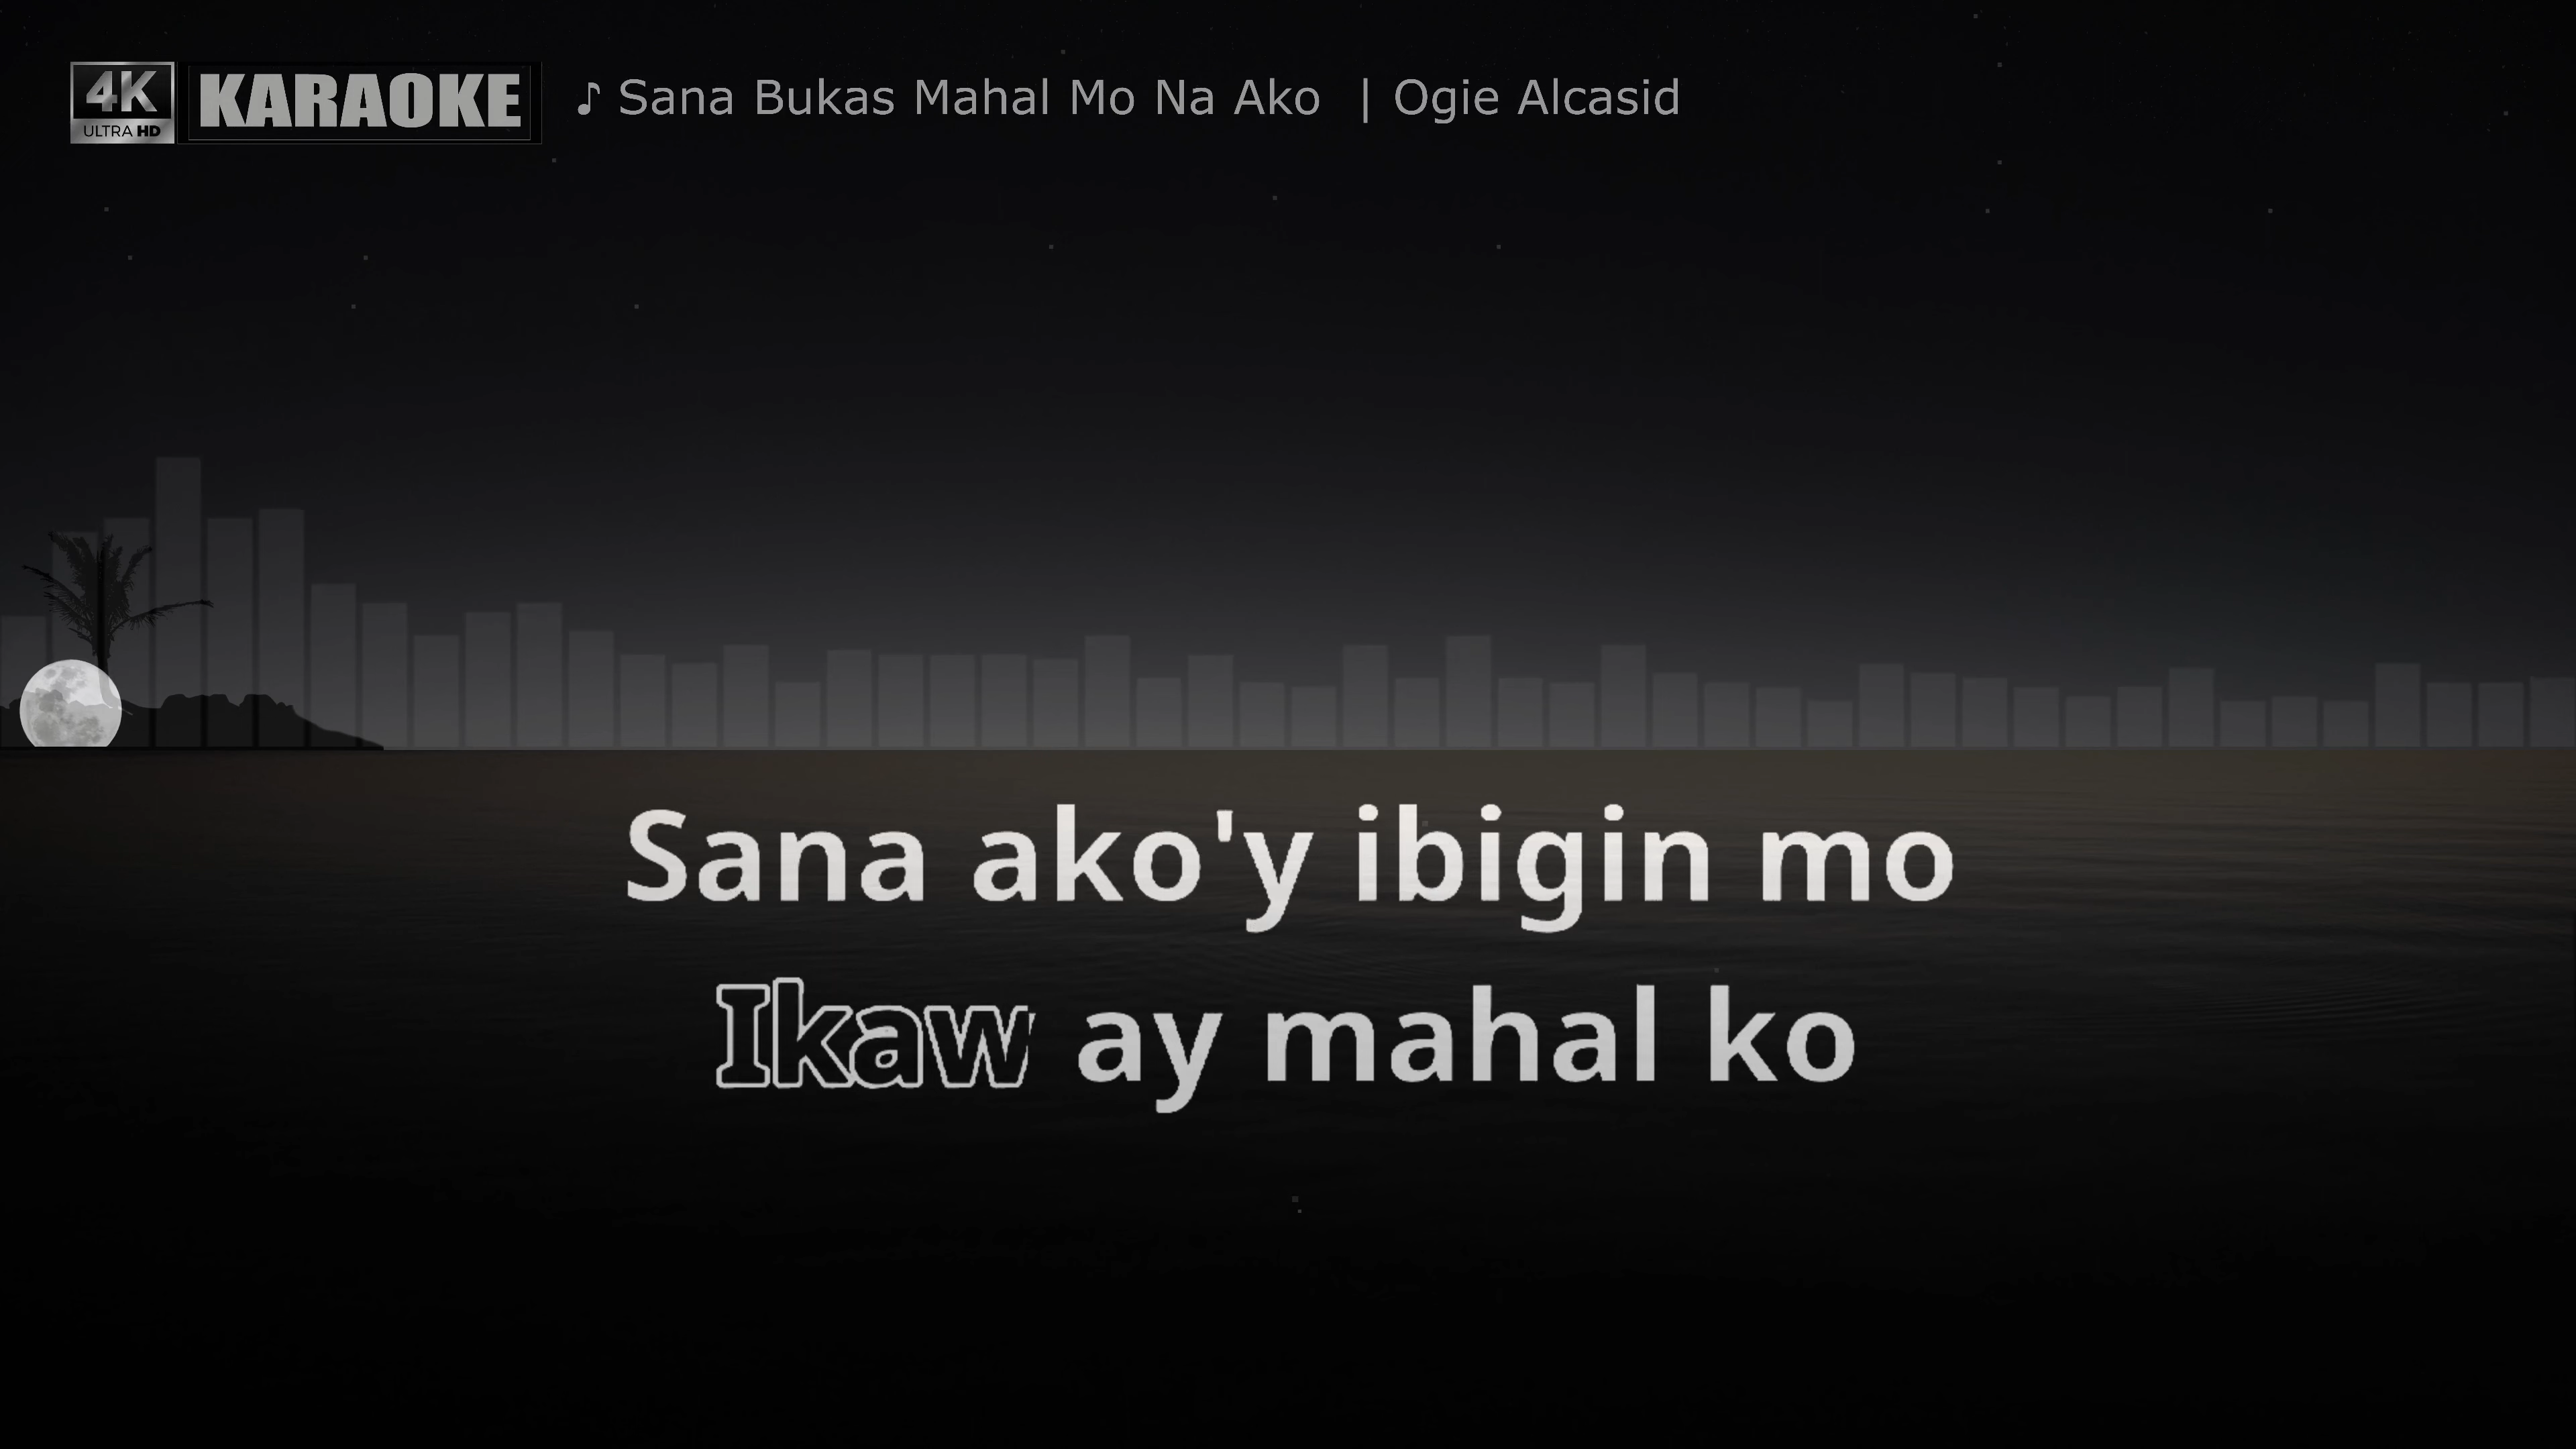 4K ULTRA HD KARAOKE ♪ Sana Bukas Mahal Mo Na Ako | Ogie Alcasid
Sana ako'y ibigin mo
Ikaw ay mahal ko